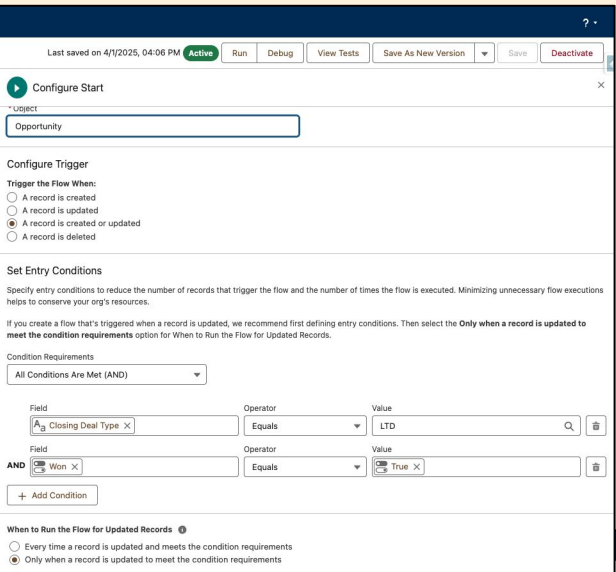 ? 
Last saved on 4/1/2025, 04:06 PM Active Run Debug View Tests Save As New Version Save Deactivate
Configure Start
* Object
Opportunity
Configure Trigger
Trigger the Flow When:
A record is created
A record is updated
A record is created or updated
A record is deleted
Set Entry Conditions
Specify entry conditions to reduce the number of records that trigger the flow and the number of times the flow is executed. Minimizing unnecessary flow executions
helps to conserve your org's resources.
If you create a flow that's triggered when a record is updated, we recommend first defining entry conditions. Then select the Only when a record is updated to
meet the condition requirements option for When to Run the Flow for Updated Records.
Condition Requirements
All Conditions Are Met (AND)
Field Operator Value
Aa Closing Deal Type Equals LTD
Field Operator Value
AND Won Equals True
+ Add Condition
When to Run the Flow for Updated Records
Every time a record is updated and meets the condition requirements
Only when a record is updated to meet the condition requirements